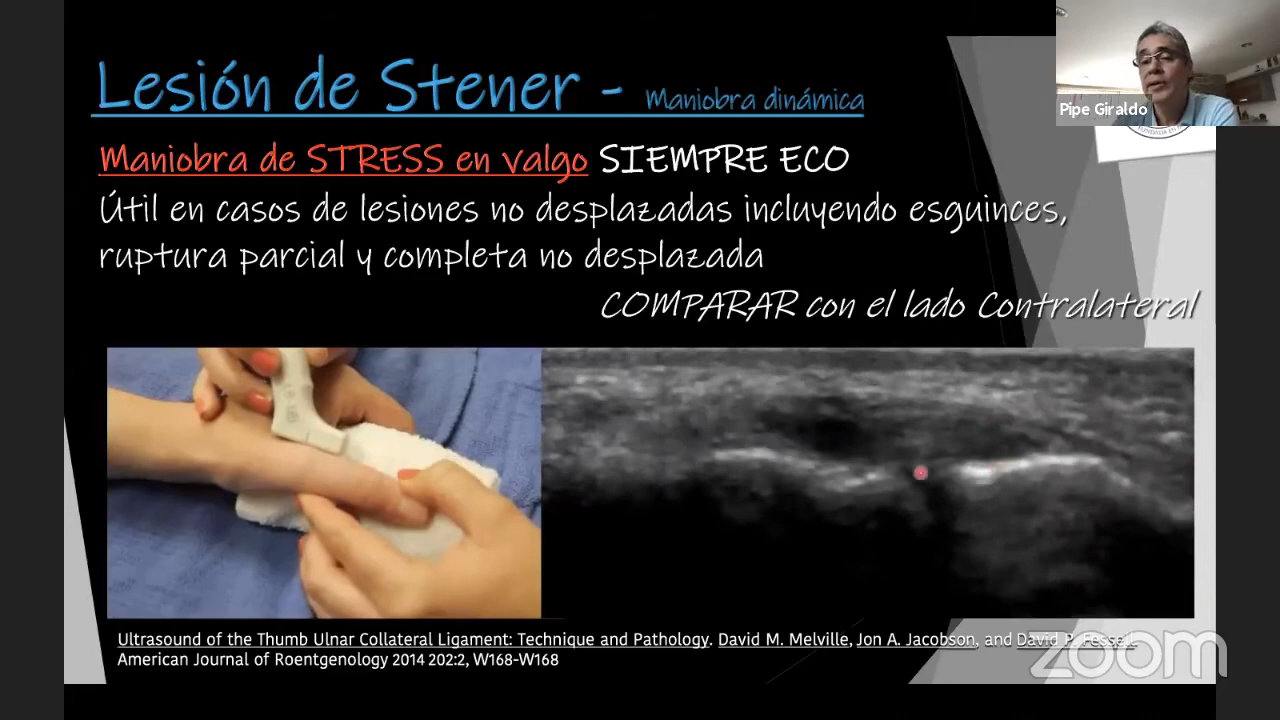 Lesión de Stener - Maniobra dinámica
Pipe Giraldo
Maniobra de STRESS en valgo SIEMPRE ECO
Útil en casos de lesiones no desplazadas incluyendo esguinces,
ruptura parcial y completa no desplazada
COMPARAR con el lado Contralateral
Ultrasound of the Thumb Ulnar Collateral Ligament: Technique and Pathology. David M. Melville, Jon A. Jacobson, and David P. Fessell.
American Journal of Roentgenology 2014 202:2, W168-W168
zoom